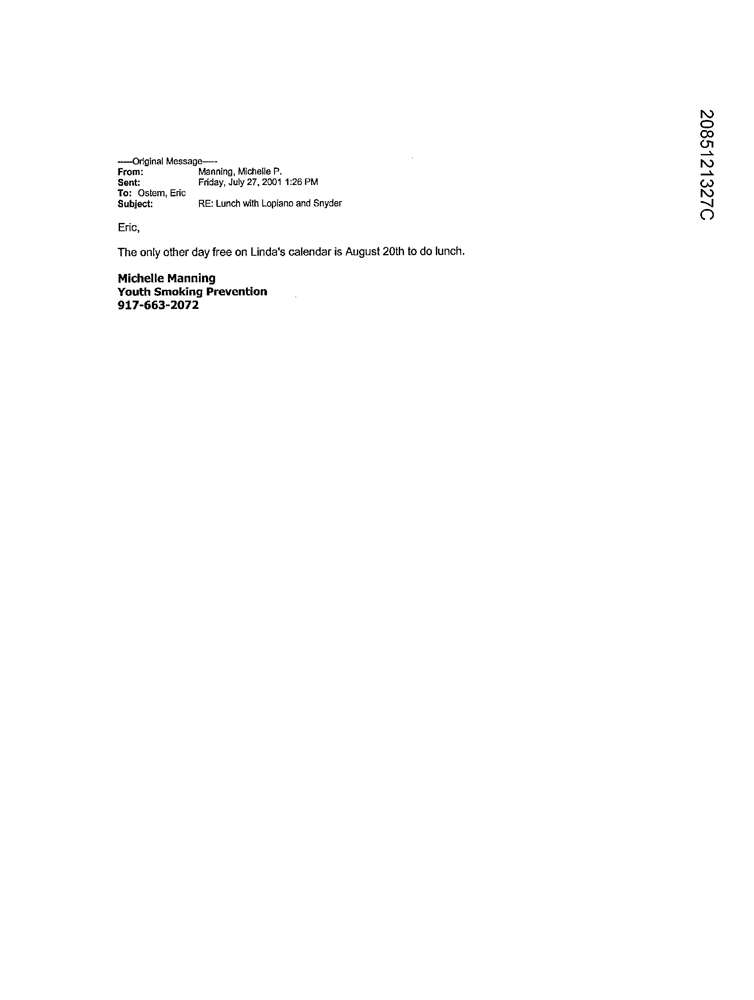 -----Original Message-----
From: Manning, Michelle P.
Sent: Friday, July 27, 2001 1:26 PM
To: Ostem, Eric
Subject: RE: Lunch with Lopiano and Snyder
Eric,
The only other day free on Linda's calendar is August 20th to do lunch.
Michelle Manning
Youth Smoking Prevention
917-663-2072
2085121327C